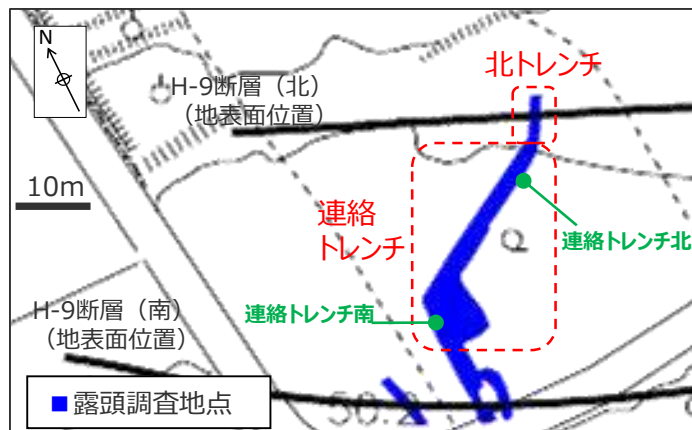 N
H-9断層（北）
（地表面位置）
北トレンチ
10m
連絡
トレンチ
連絡トレンチ北
連絡トレンチ南
H-9断層（南）
（地表面位置）
■露頭調査地点
50.2